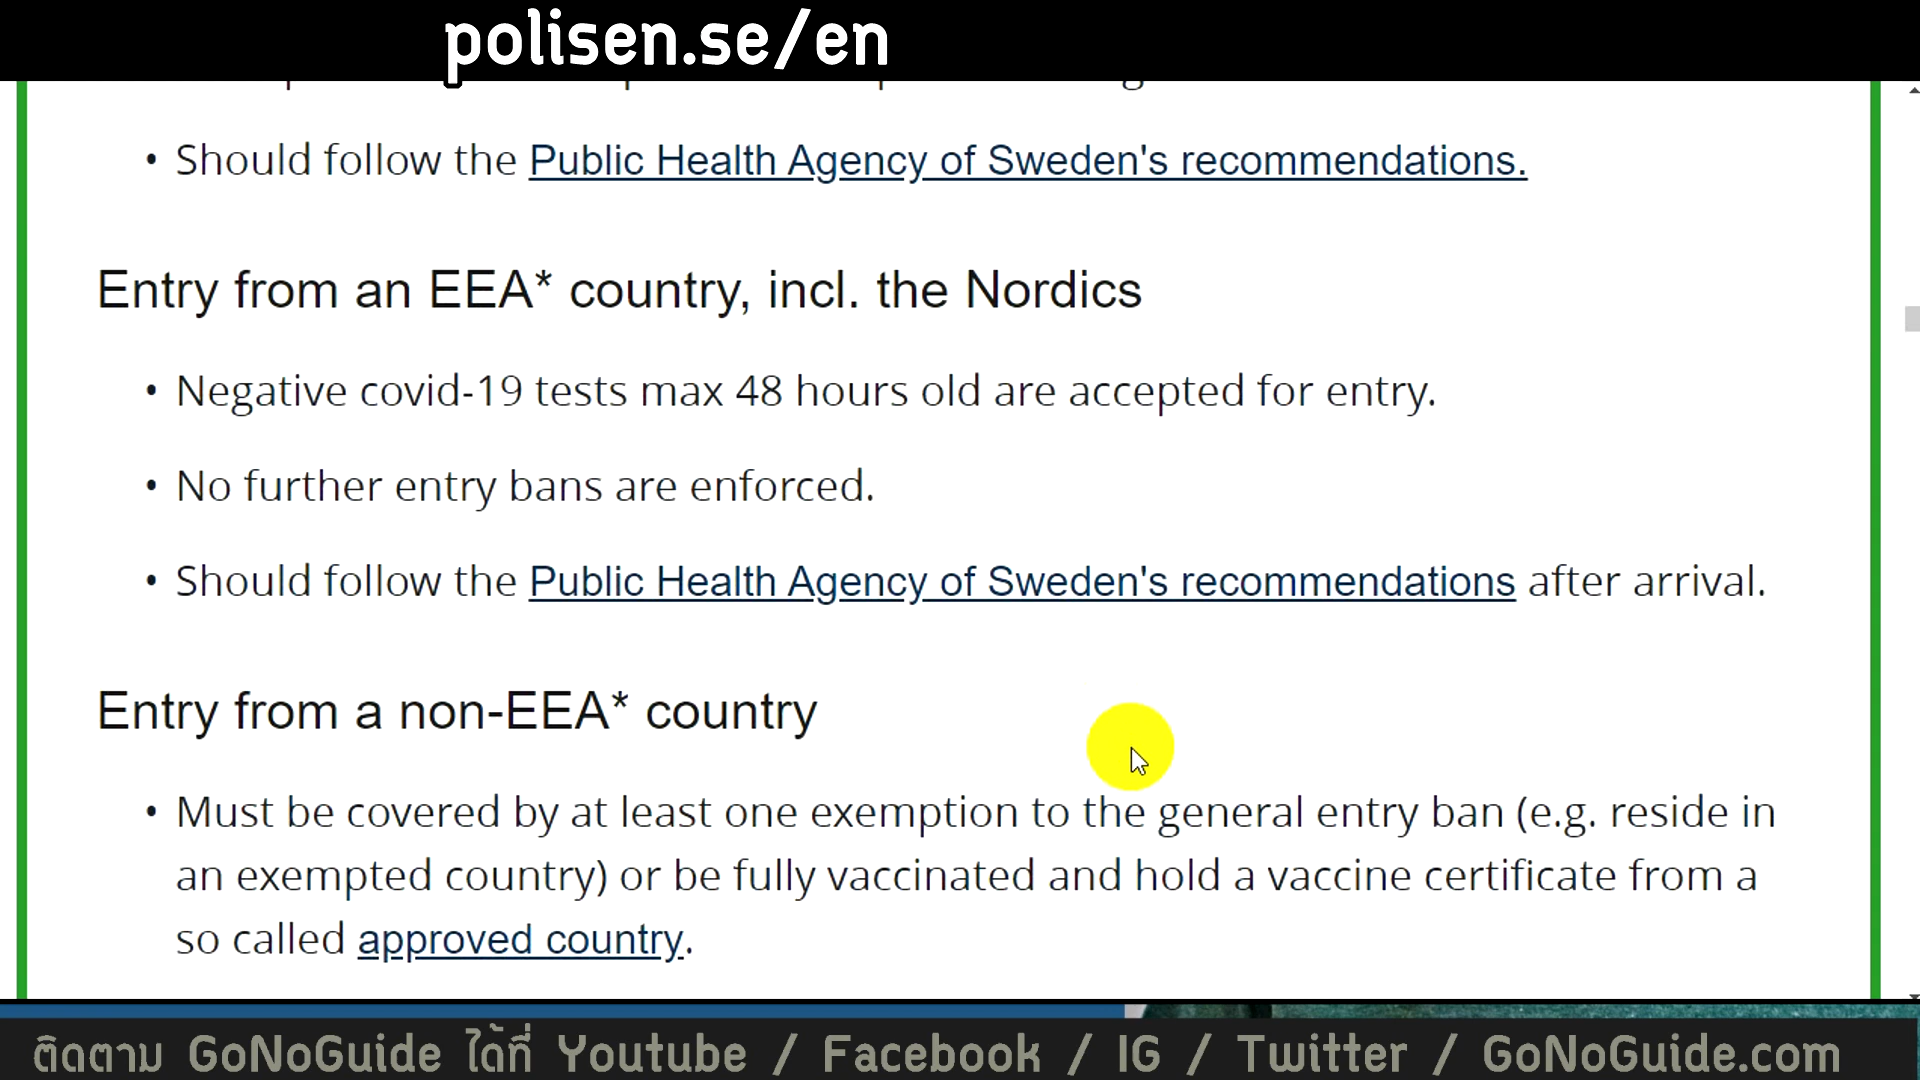 polisen.se/en
• Should follow the Public Health Agency of Sweden's recommendations.
Entry from an EEA* country, incl. the Nordics
• Negative covid-19 tests max 48 hours old are accepted for entry.
• No further entry bans are enforced.
• Should follow the Public Health Agency of Sweden's recommendations after arrival.
Entry from a non-EEA* country
• Must be covered by at least one exemption to the general entry ban (e.g. reside in
an exempted country) or be fully vaccinated and hold a vaccine certificate from a
so called approved country.
ติดตาม GoNoGuide ได้ที่ Youtube / Facebook / IG / Twitter / GoNoGuide.com